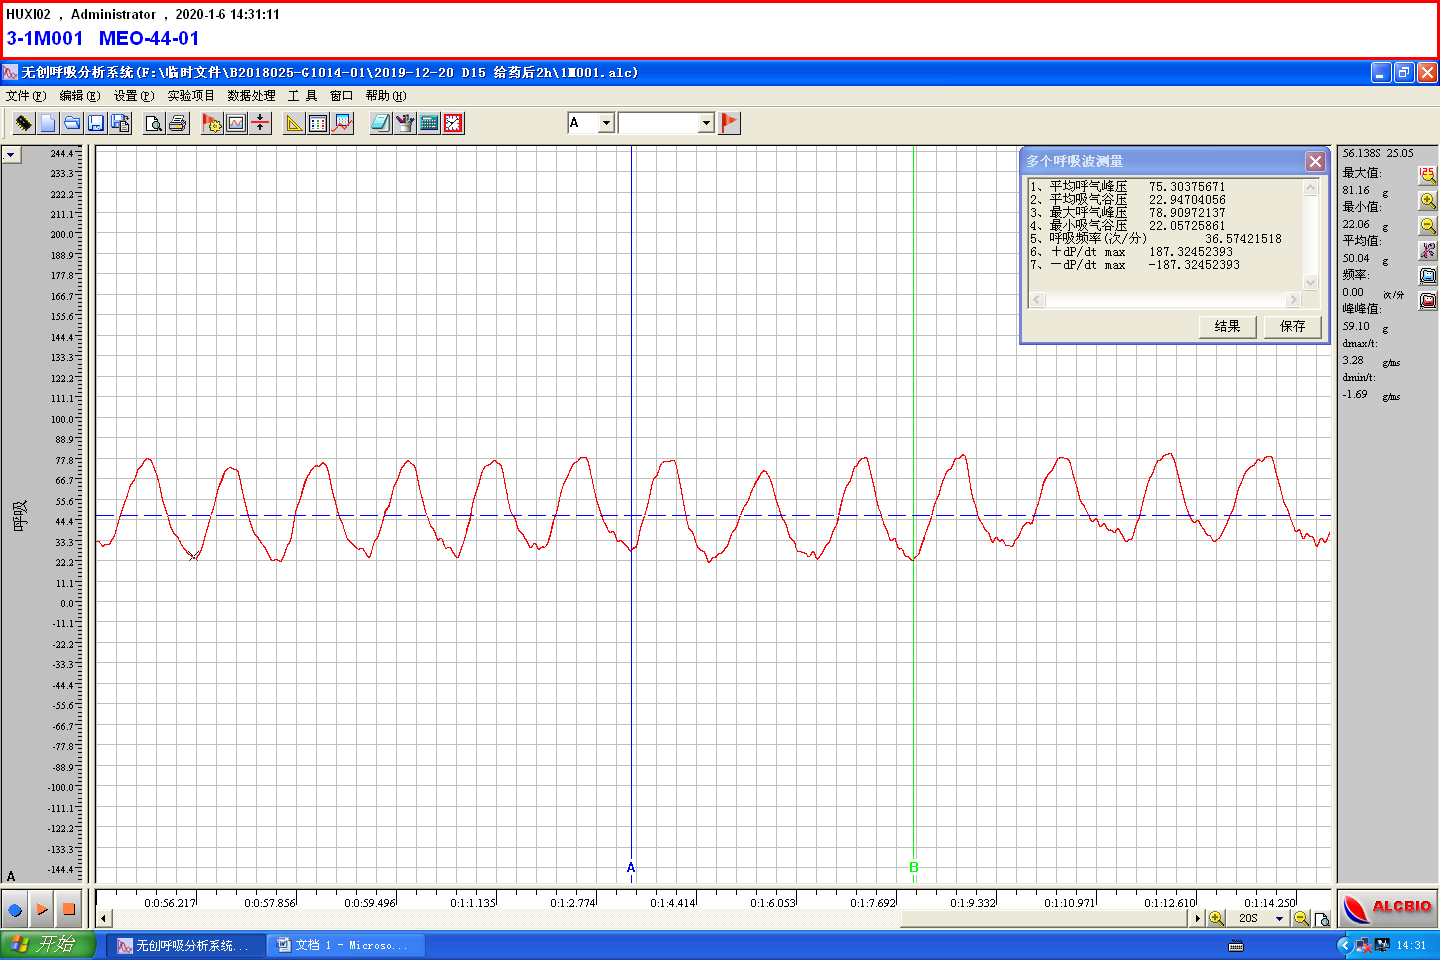 HUXI02 , Administrator , 2020-1-6 14:31:11
3-1M001 MEO-44-01
无创呼吸分析系统(F:\临时文件\B2018025-G1014-01\2019-12-20 D15 给药后2h\1M001.alc)
文件(F) 编辑(E) 设置(P) 实验项目 数据处理 工 具 窗口 帮助(H)
A
244.4
233.3
222.2
211.1
200.0
188.9
177.8
166.7
155.6
144.4
133.3
122.2
111.1
100.0
88.9
77.8
66.7
55.6
44.4
33.3
22.2
11.1
0.0
-11.1
-22.2
-33.3
-44.4
-55.6
-66.7
-77.8
-88.9
-100.0
-111.1
-122.2
-133.3
-144.4
呼吸
A
多个呼吸波测量
1、平均呼气峰压 75.30375671
2、平均吸气谷压 22.94704056
3、最大呼气峰压 78.90972137
4、最小吸气谷压 22.05725861
5、呼吸频率(次/分) 36.57421518
6、＋dP/dt max 187.32452393
7、－dP/dt max -187.32452393
结果 保存
56.138S 25.05
最大值:
81.16 g
最小值:
22.06 g
平均值:
50.04 g
频率:
0.00 次/分
峰峰值:
59.10 g
dmax/t:
3.28 g/ms
dmin/t:
-1.69 g/ms
125
A B
0:0:56.217 0:0:57.856 0:0:59.496 0:1:1.135 0:1:2.774 0:1:4.414 0:1:6.053 0:1:7.692 0:1:9.332 0:1:10.971 0:1:12.610 0:1:14.250
20S
ALCBIO
开始 无创呼吸分析系统... 文档 1 - Microso... 14:31